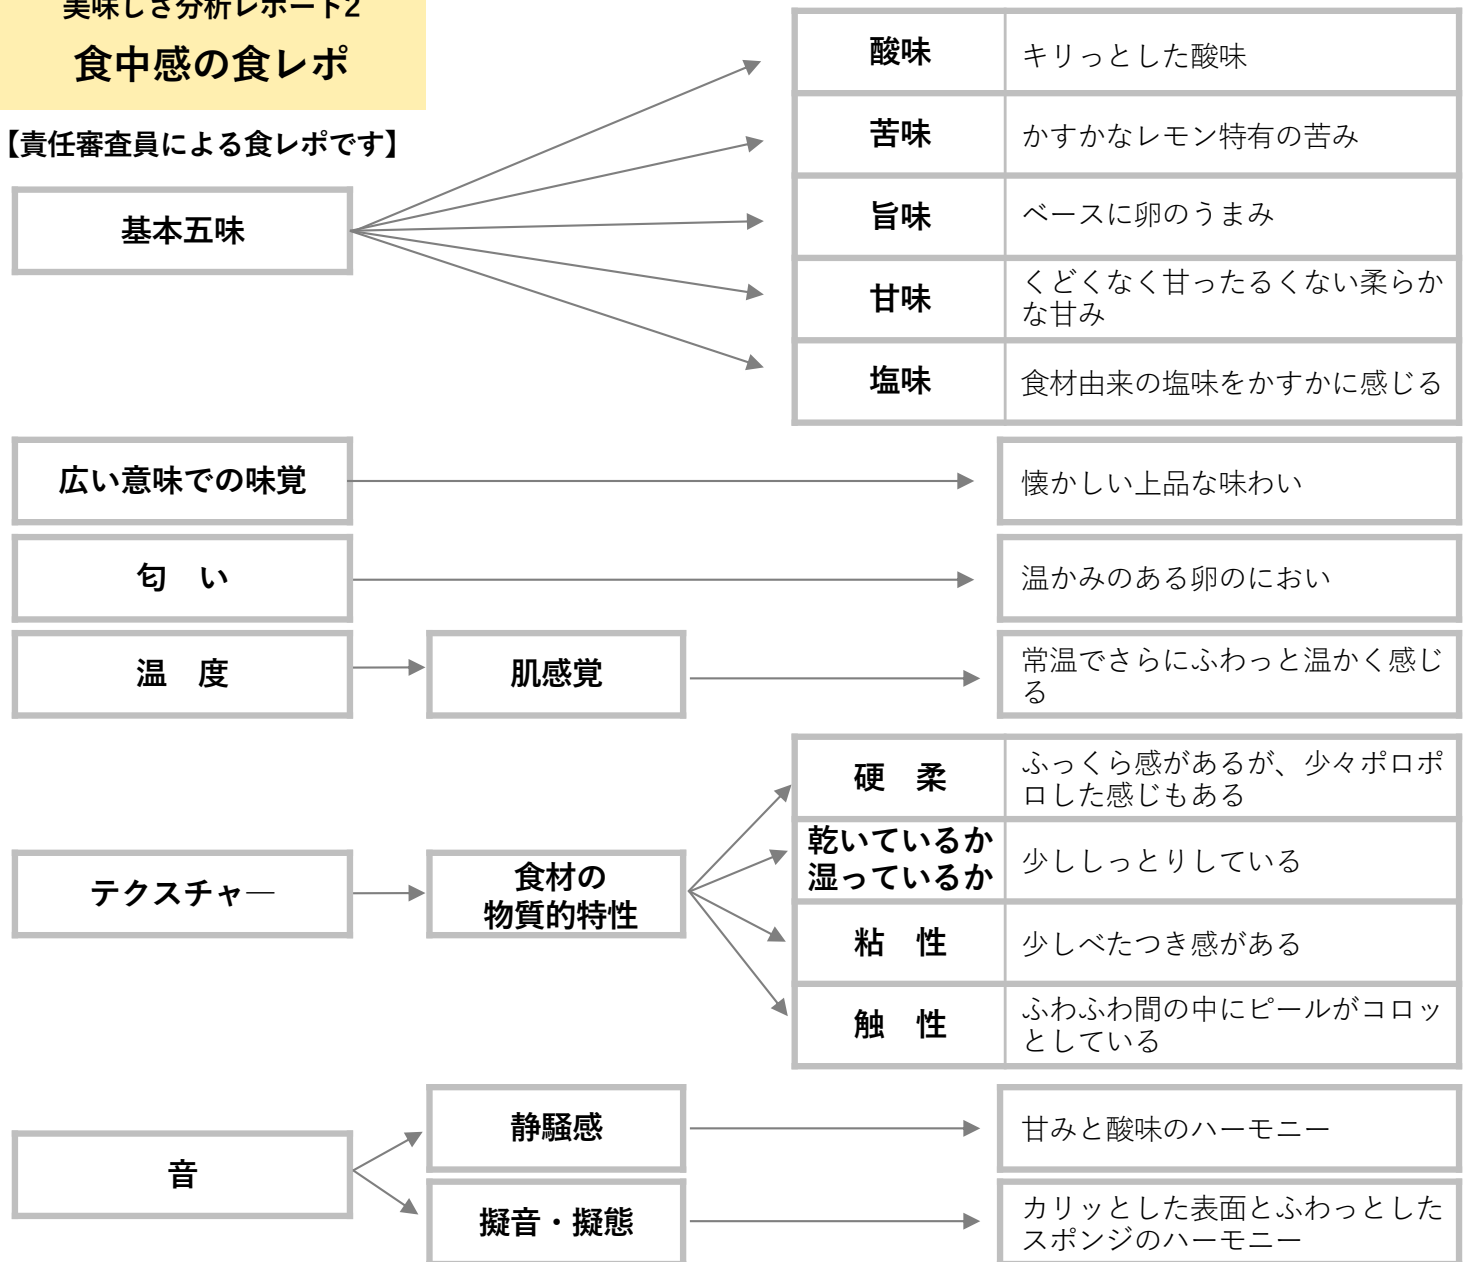 美味しさ分析レポート2
食中感の食レポ
【責任審査員による食レポです】
基本五味
酸味
キリっとした酸味
苦味
かすかなレモン特有の苦み
旨味
ベースに卵のうまみ
甘味
くどくなく甘ったるくない柔らか
な甘み
塩味
食材由来の塩味をかすかに感じる
広い意味での味覚
懐かしい上品な味わい
匂　い
温かみのある卵のにおい
温　度
肌感覚
常温でさらにふわっと温かく感じ
る
テクスチャ―
食材の
物質的特性
硬　柔
ふっくら感があるが、少々ポロポ
ロした感じもある
乾いているか
湿っているか
少ししっとりしている
粘　性
少しべたつき感がある
触　性
ふわふわ間の中にピールがコロッ
としている
音
静騒感
甘みと酸味のハーモニー
擬音・擬態
カリッとした表面とふわっとした
スポンジのハーモニー